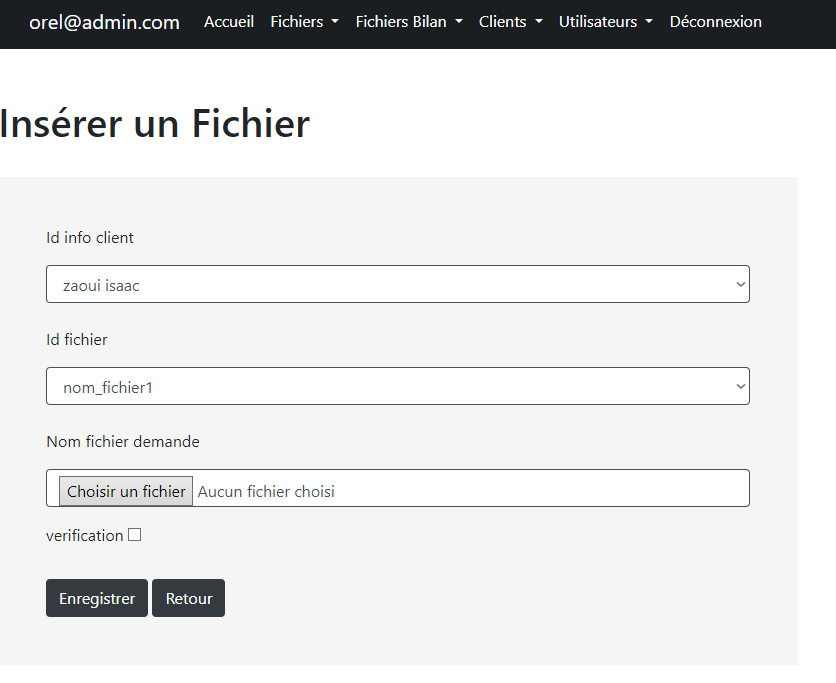 orel@admin.com Accueil Fichiers Fichiers Bilan Clients Utilisateurs Déconnexion
Insérer un Fichier
Id info client
zaoui isaac
Id fichier
nom_fichier1
Nom fichier demande
Choisir un fichier Aucun fichier choisi
verification
Enregistrer Retour